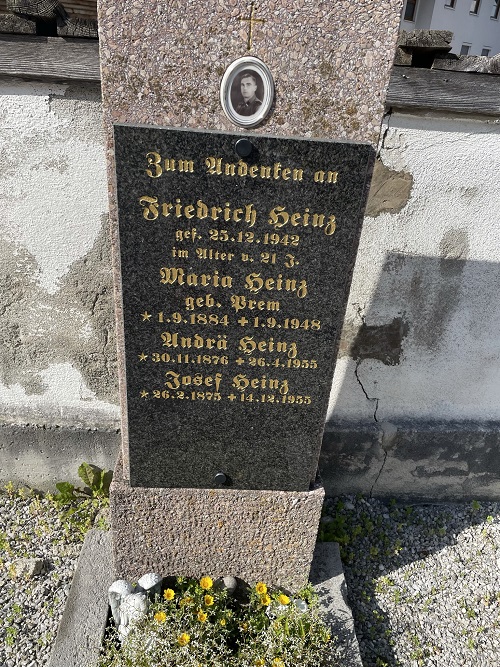 Zum Andenken an
Friedrich Heinz
gef. 25.12.1942
im Alter v. 21 J.
Maria Heinz
geb. Prem
* 1.9.1884 + 1.9.1948
Andrä Heinz
* 30.11.1876 + 26.4.1955
Josef Heinz
* 26.2.1875 + 14.12.1955